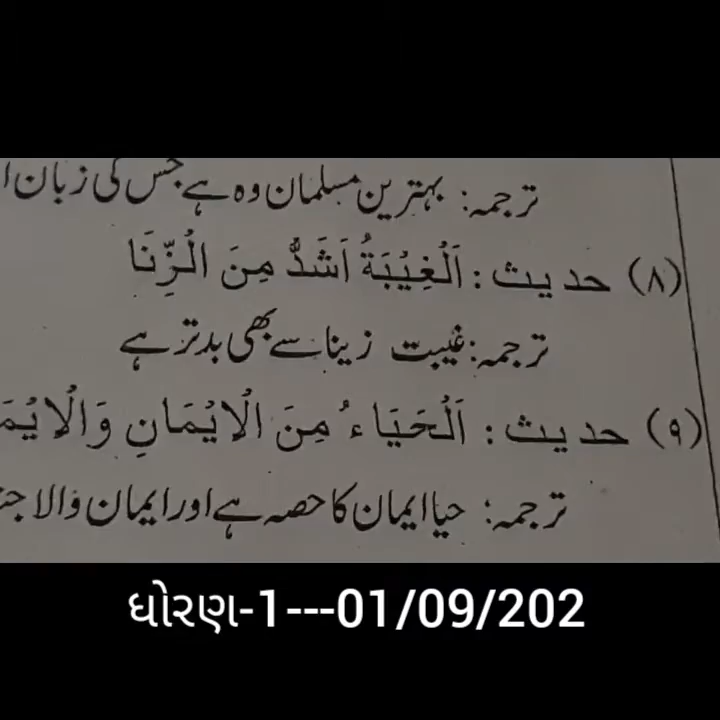 ترجمہ: بہترین مسلمان وہ ہے جس کی زبان ا
(۸) حدیث : اَلْغِيْبَةُ اَشَدُّ مِنَ الْزِّنَا
ترجمہ: غیبت زینا سے بھی بدتر ہے
(۹) حدیث : اَلْحَيَاءُ مِنَ الْاِيْمَانِ وَالْاِيْمَ
ترجمہ: حیا ایمان کا حصہ ہے اور ایمان والا
ધોરણ-1---01/09/202